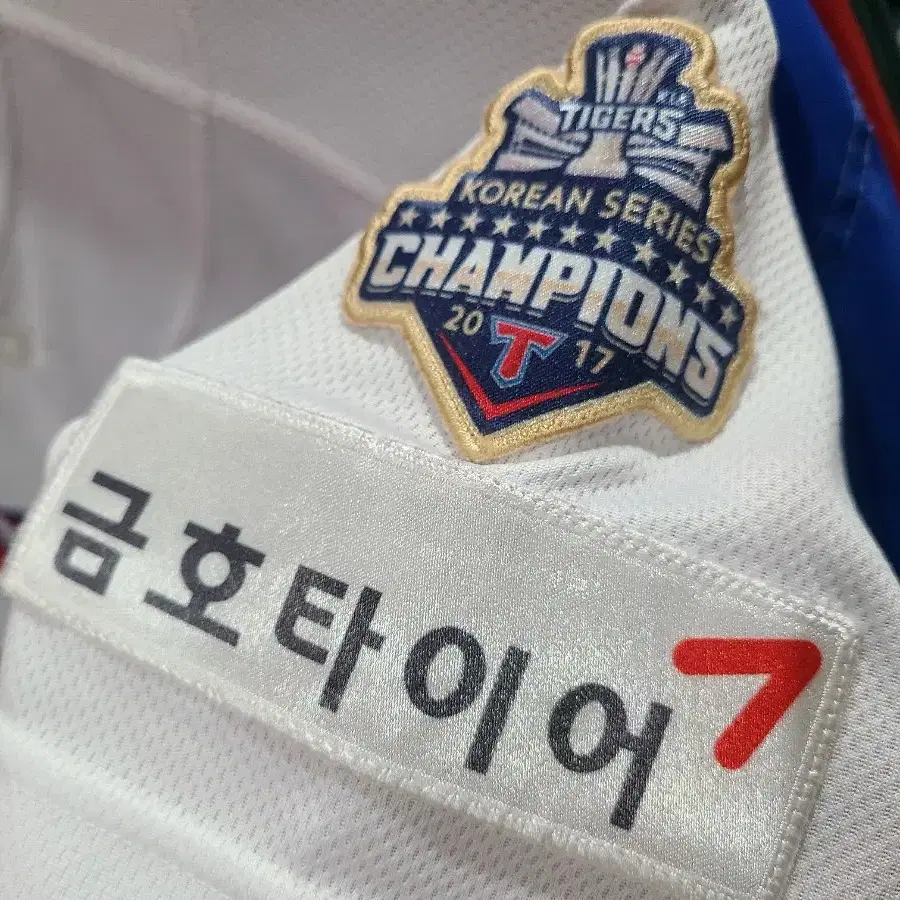 TIGERS
KOREAN SERIES
CHAMPIONS
20 T 17
금호타이어